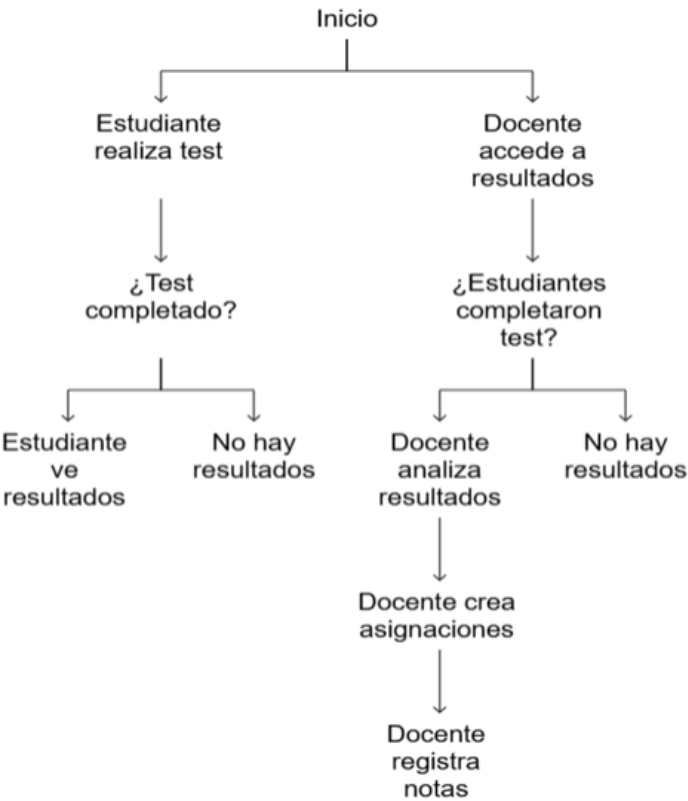 Inicio
Estudiante
realiza test
Docente
accede a
resultados
¿Test
completado?
¿Estudiantes
completaron
test?
Estudiante
ve
resultados
No hay
resultados
Docente
analiza
resultados
No hay
resultados
Docente crea
asignaciones
Docente
registra
notas